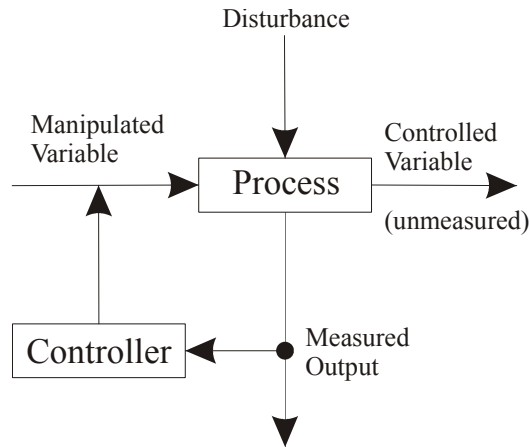 Disturbance
Manipulated
Variable
Controlled
Variable
Process
(unmeasured)
Controller
Measured
Output